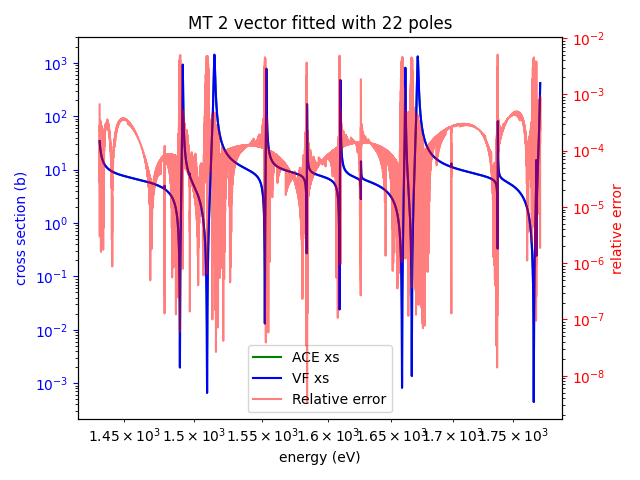 MT 2 vector fitted with 22 poles
10³
10²
10¹
10⁰
10⁻¹
10⁻²
10⁻³
cross section (b)
10⁻²
10⁻³
10⁻⁴
10⁻⁵
10⁻⁶
10⁻⁷
10⁻⁸
relative error
ACE xs
VF xs
Relative error
1.45×10³ 1.5×10³ 1.55×10³ 1.6×10³ 1.65×10³ 1.7×10³ 1.75×10³
energy (eV)